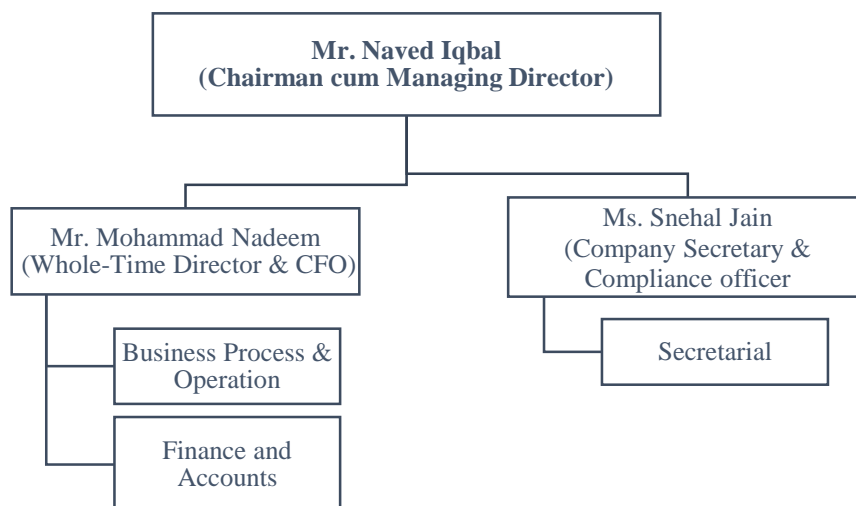 Mr. Naved Iqbal
(Chairman cum Managing Director)
Mr. Mohammad Nadeem
(Whole-Time Director & CFO)
Business Process &
Operation
Finance and
Accounts
Ms. Snehal Jain
(Company Secretary &
Compliance officer
Secretarial